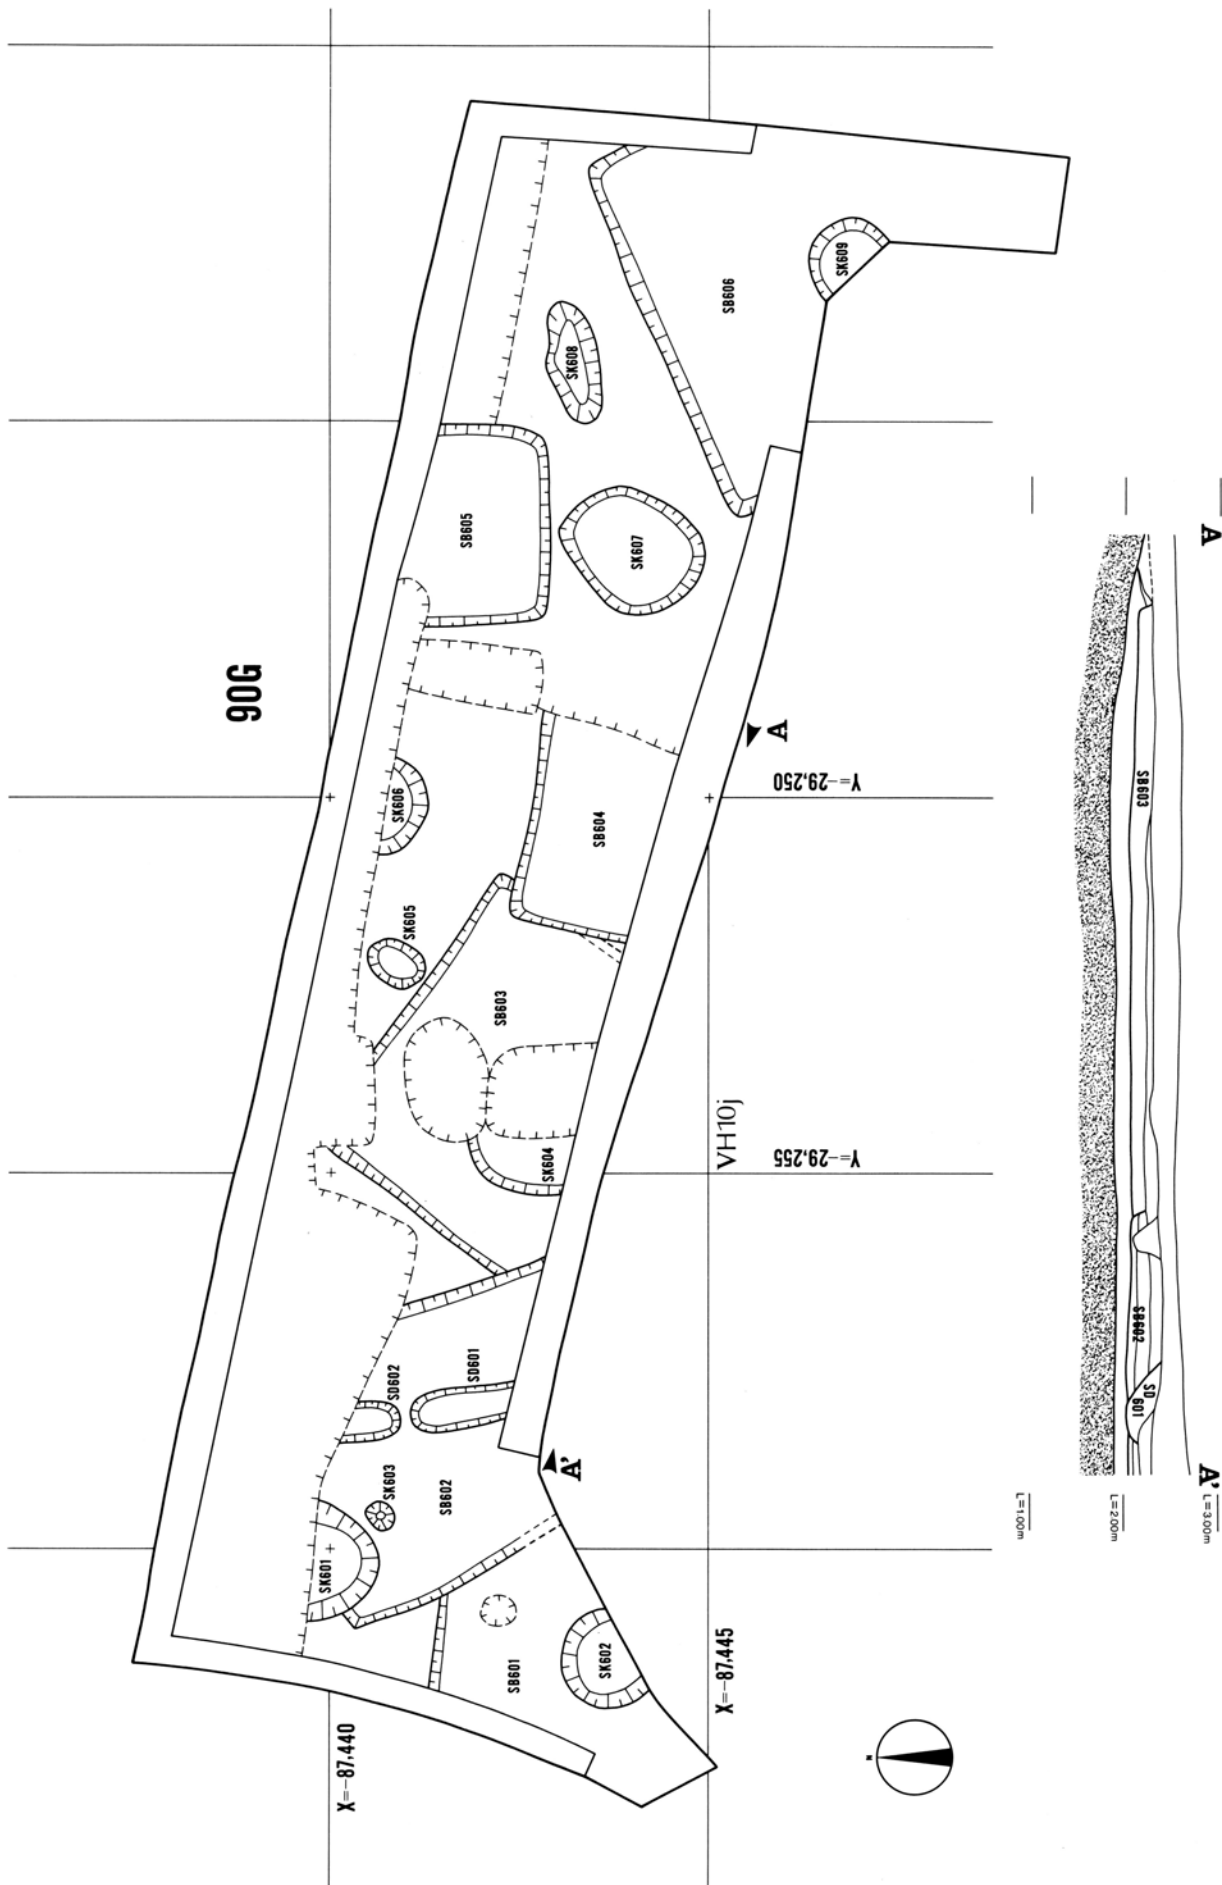 90G
SK609
SB606
SK608
SB605
SK607
A
Y=-29,250
SK606
SB604
SK605
SB603
VH10j
Y=-29,255
SK604
SD602
SD601
A'
SK603
SB602
SK601
SB601
SK602
X=-87,440
X=-87,445
N
A
SB603
SB602
SD
601
A'
L=3.00m
L=2.00m
L=1.00m